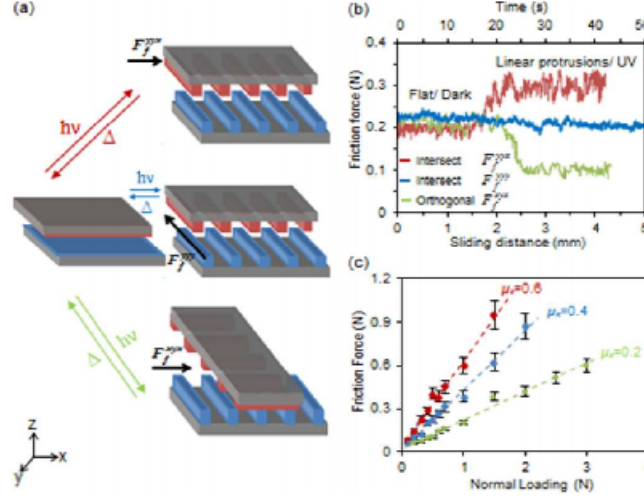 (a)
hν
Δ
hν
Δ
hν
Δ
Z
X
y
(b)
Time (s)
0
10
20
30
40
50
Friction force (N)
0.4
0.3
0.2
0.1
0
Linear protrusions/ UV
Flat/ Dark
Intersect
Intersect
Orthogonal
0
1
2
3
4
5
Sliding distance (mm)
(c)
Friction Force (N)
1.2
0.9
0.6
0.3
0
=0.6
=0.4
=0.2
0
1
2
3
4
Normal Loading (N)